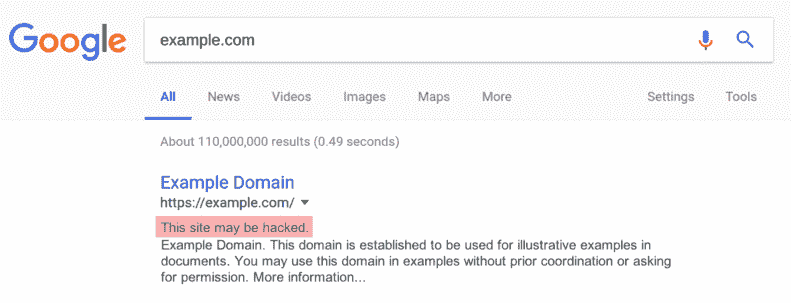 Google
example.com
All News Videos Images Maps More Settings Tools
About 110,000,000 results (0.49 seconds)
Example Domain
https://example.com/
This site may be hacked.
Example Domain. This domain is established to be used for illustrative examples in
documents. You may use this domain in examples without prior coordination or asking
for permission. More information...